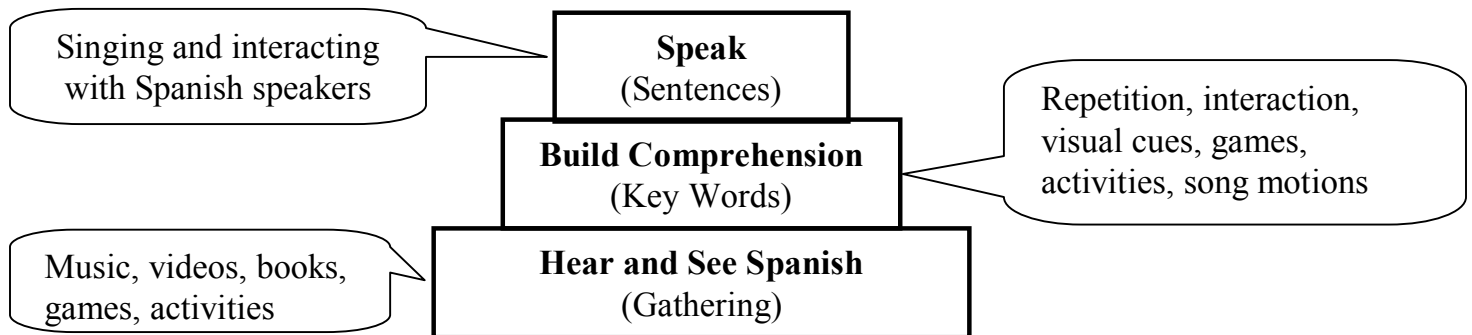 Singing and interacting
with Spanish speakers
Speak
(Sentences)
Repetition, interaction,
visual cues, games,
activities, song motions
Build Comprehension
(Key Words)
Music, videos, books,
games, activities
Hear and See Spanish
(Gathering)